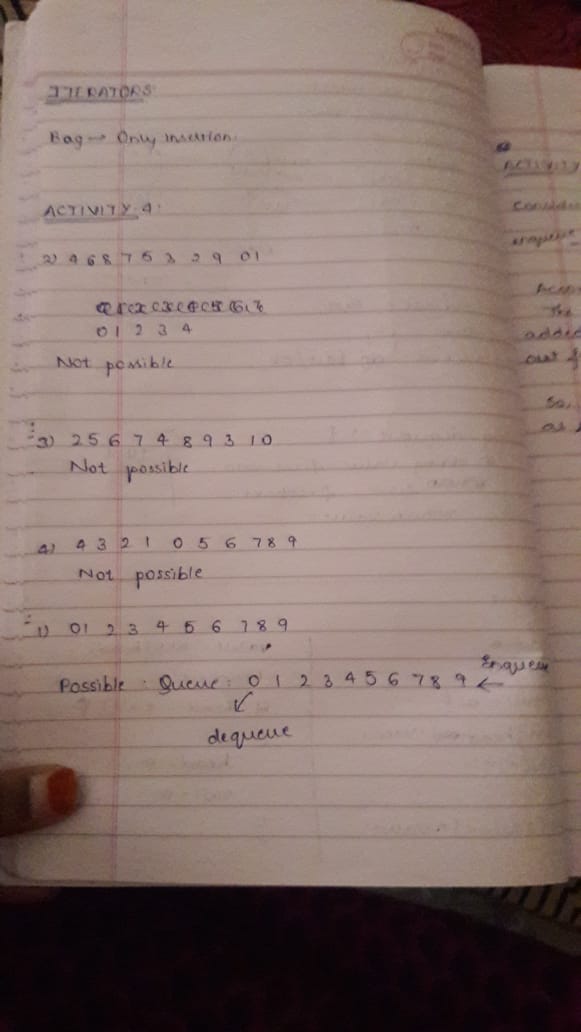 ITERATORS
Bag → Only insertion.
ACTIVITY-4:
2) 4 6 8 7 5 3 2 9 0 1
0 1 2 3 4
Not possible
3) 2 5 6 7 4 8 9 3 1 0
Not possible
4) 4 3 2 1 0 5 6 7 8 9
Not possible
1) 0 1 2 3 4 5 6 7 8 9
Enqueue
Possible : Queue : 0 1 2 3 4 5 6 7 8 9 ←
dequeue
ACTIVITY
Consider
enqueue
The
added
out of
So,
as